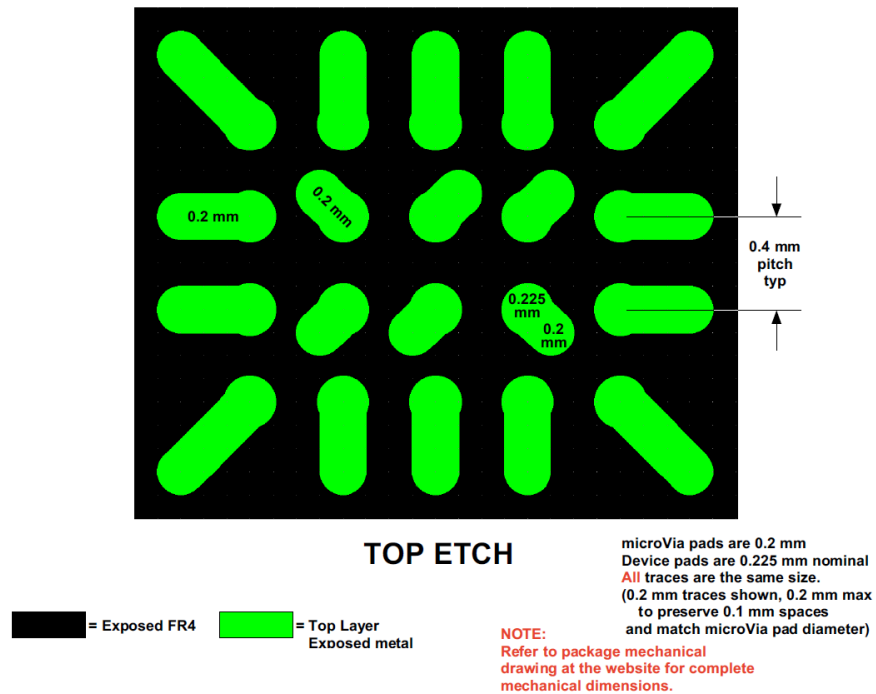 0.2 mm
0.2 mm
0.4 mm
pitch
typ
0.225
mm
0.2
mm
TOP ETCH
microVia pads are 0.2 mm
Device pads are 0.225 mm nominal
All traces are the same size.
(0.2 mm traces shown, 0.2 mm max
to preserve 0.1 mm spaces
and match microVia pad diameter)
= Exposed FR4
= Top Layer
Exposed metal
NOTE:
Refer to package mechanical
drawing at the website for complete
mechanical dimensions.